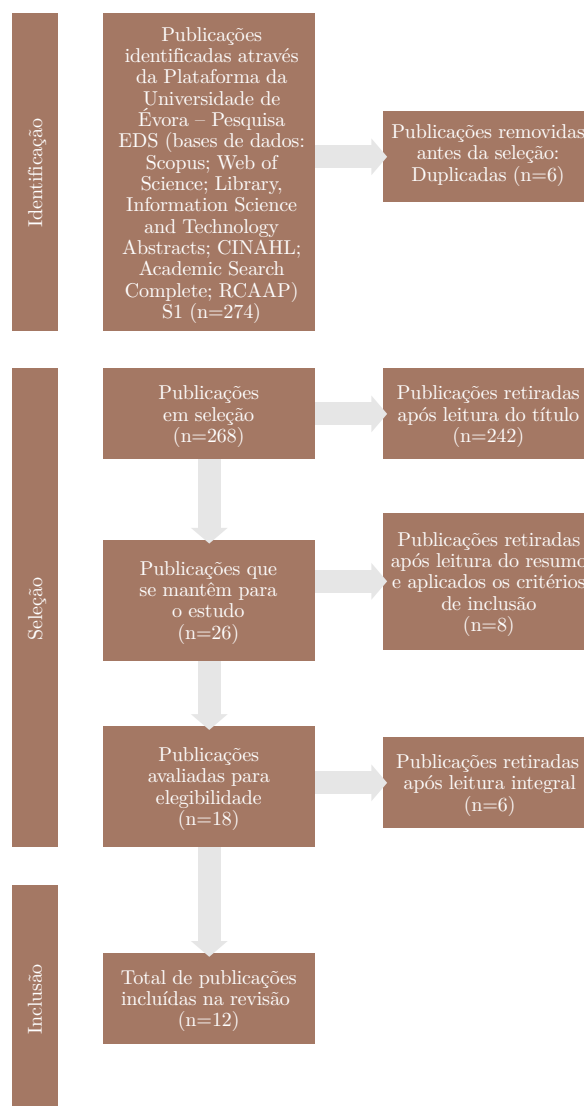 Identificação
Publicações
identificadas através
da Plataforma da
Universidade de
Évora – Pesquisa
EDS (bases de dados:
Scopus; Web of
Science; Library,
Information Science
and Technology
Abstracts; CINAHL;
Academic Search
Complete; RCAAP)
S1 (n=274)
Publicações removidas
antes da seleção:
Duplicadas (n=6)
Seleção
Publicações
em seleção
(n=268)
Publicações retiradas
após leitura do título
(n=242)
Publicações que
se mantêm para
o estudo
(n=26)
Publicações retiradas
após leitura do resumo
e aplicados os critérios
de inclusão
(n=8)
Publicações
avaliadas para
elegibilidade
(n=18)
Publicações retiradas
após leitura integral
(n=6)
Inclusão
Total de publicações
incluídas na revisão
(n=12)